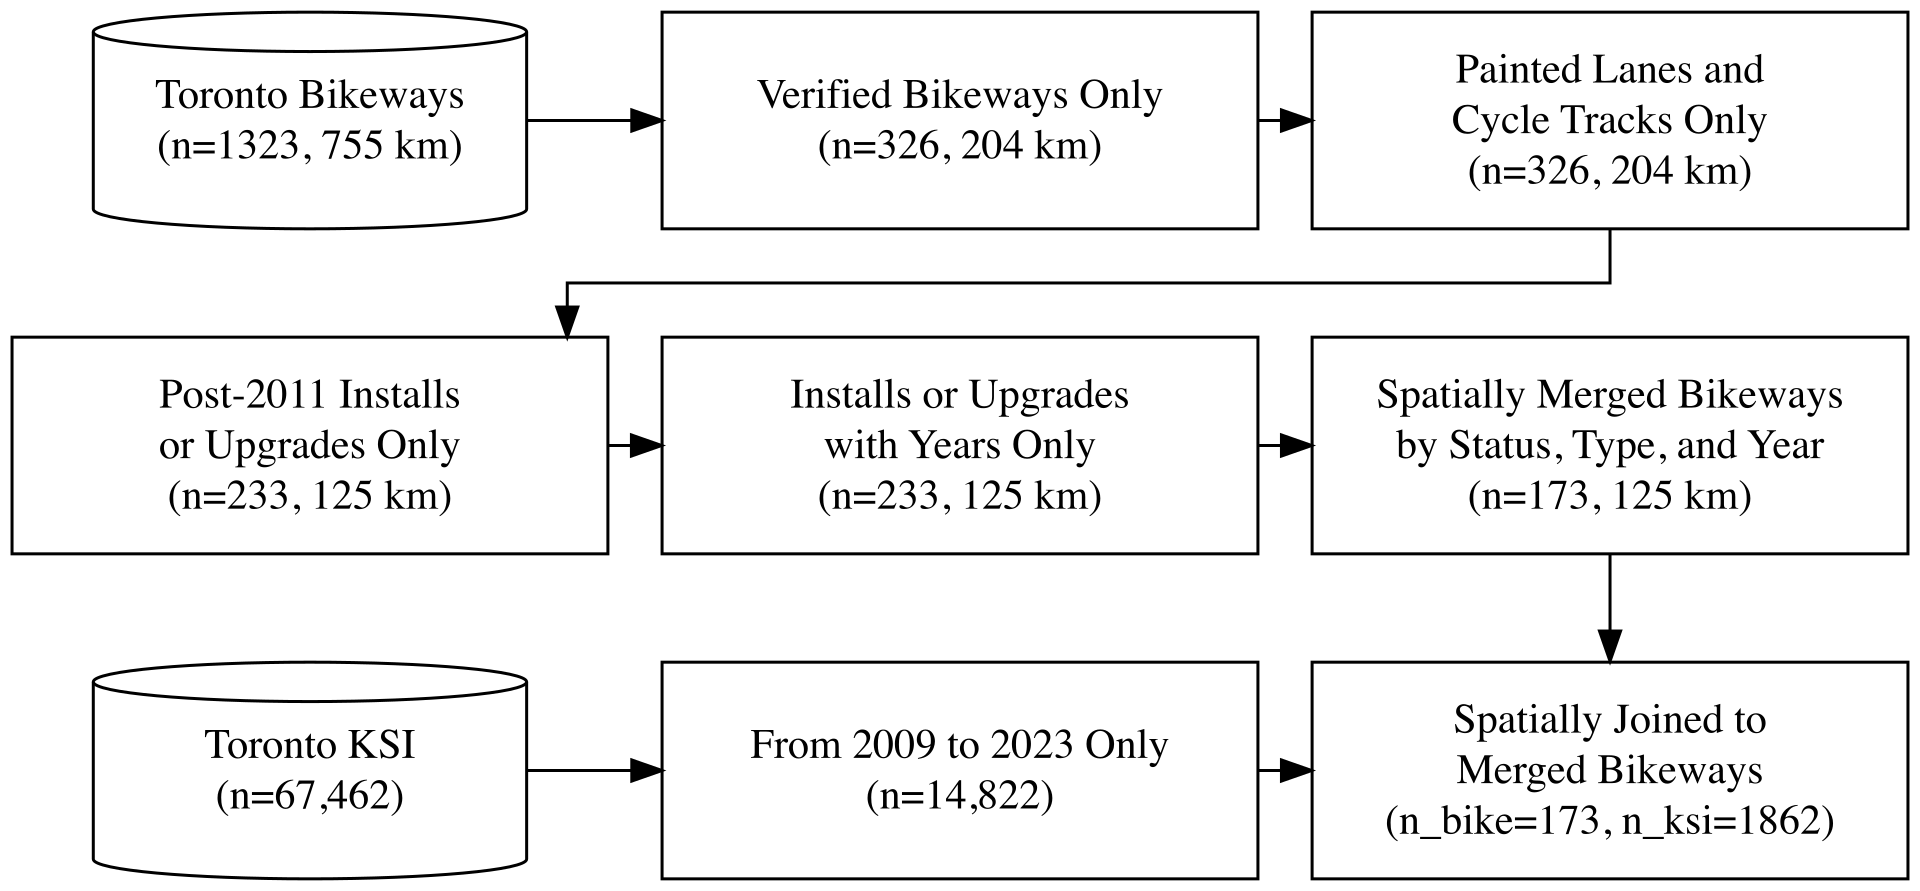 Toronto Bikeways
(n=1323, 755 km)
Verified Bikeways Only
(n=326, 204 km)
Painted Lanes and
Cycle Tracks Only
(n=326, 204 km)
Post-2011 Installs
or Upgrades Only
(n=233, 125 km)
Installs or Upgrades
with Years Only
(n=233, 125 km)
Spatially Merged Bikeways
by Status, Type, and Year
(n=173, 125 km)
Toronto KSI
(n=67,462)
From 2009 to 2023 Only
(n=14,822)
Spatially Joined to
Merged Bikeways
(n_bike=173, n_ksi=1862)